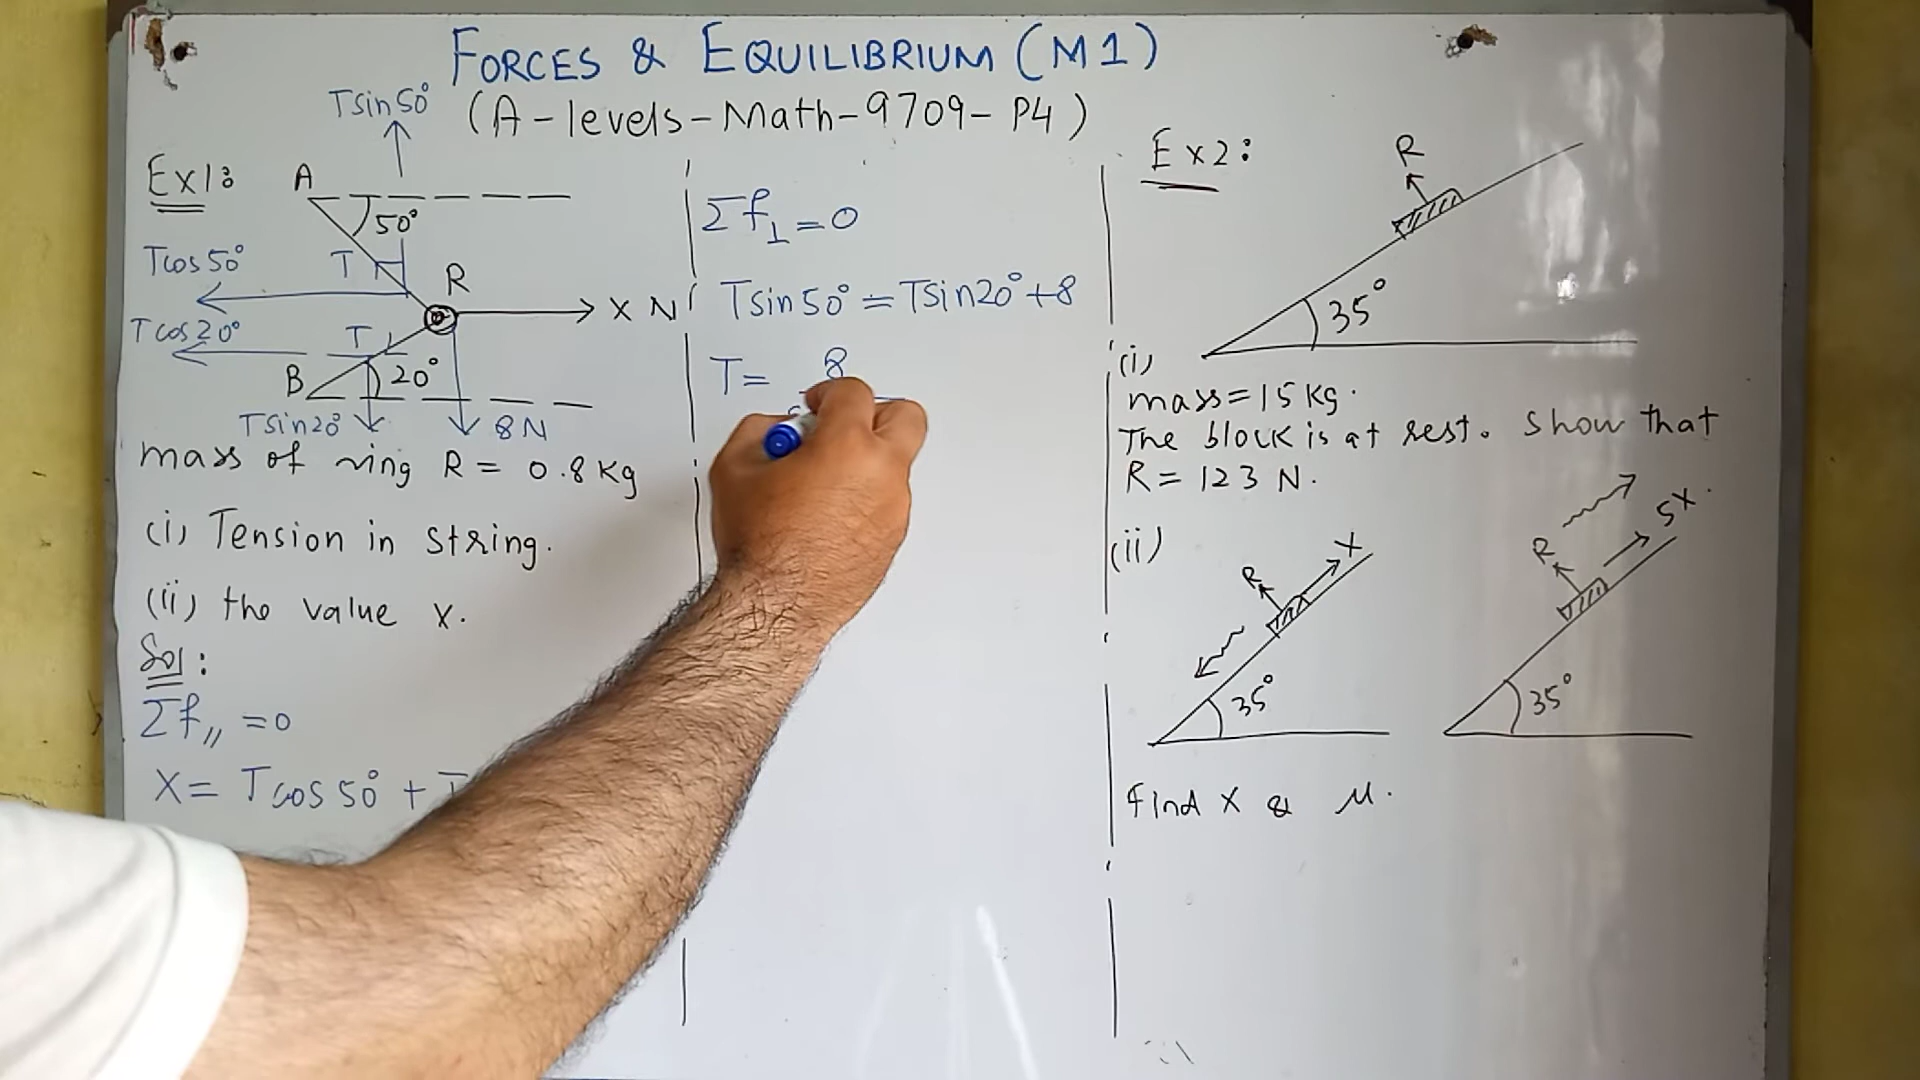 FORCES & EQUILIBRIUM (M1)
(A-levels-Math-9709-P4)
Ex1:
Tsin50°
A
50°
Tcos50°
T
R
X N
Tcos20°
T
B
20°
Tsin20°
8N
mass of ring R = 0.8 Kg
(i) Tension in string.
(ii) the value x.
Sol:
Σf∥ = 0
X = Tcos50° + T
Σf⊥ = 0
Tsin50° = Tsin20° + 8
T = 8
Ex2:
R
35°
(i)
mass = 15 Kg.
The block is at rest. Show that
R = 123 N.
(ii)
R
X
35°
R
5X.
35°
find X & μ.